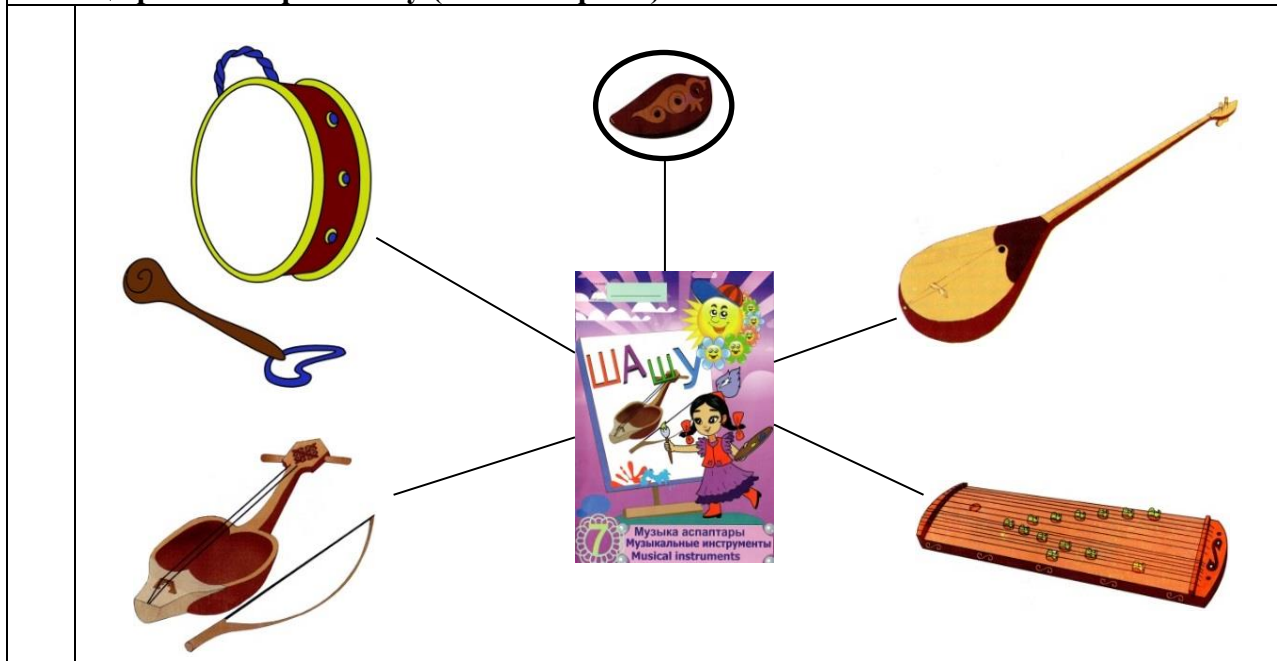 ШАШУ
7
Музыка аспаптары
Музыкальные инструменты
Musical instruments